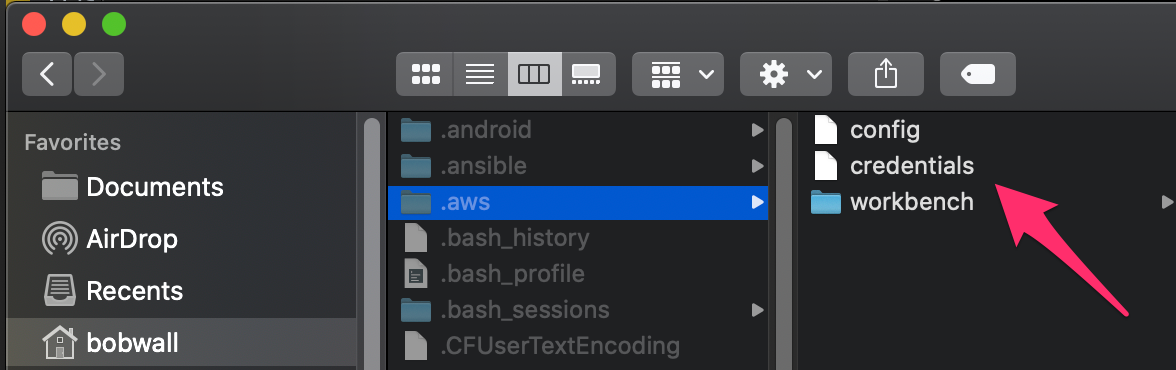 Favorites
Documents
AirDrop
Recents
bobwall
.android
.ansible
.aws
.bash_history
.bash_profile
.bash_sessions
.CFUserTextEncoding
config
credentials
workbench